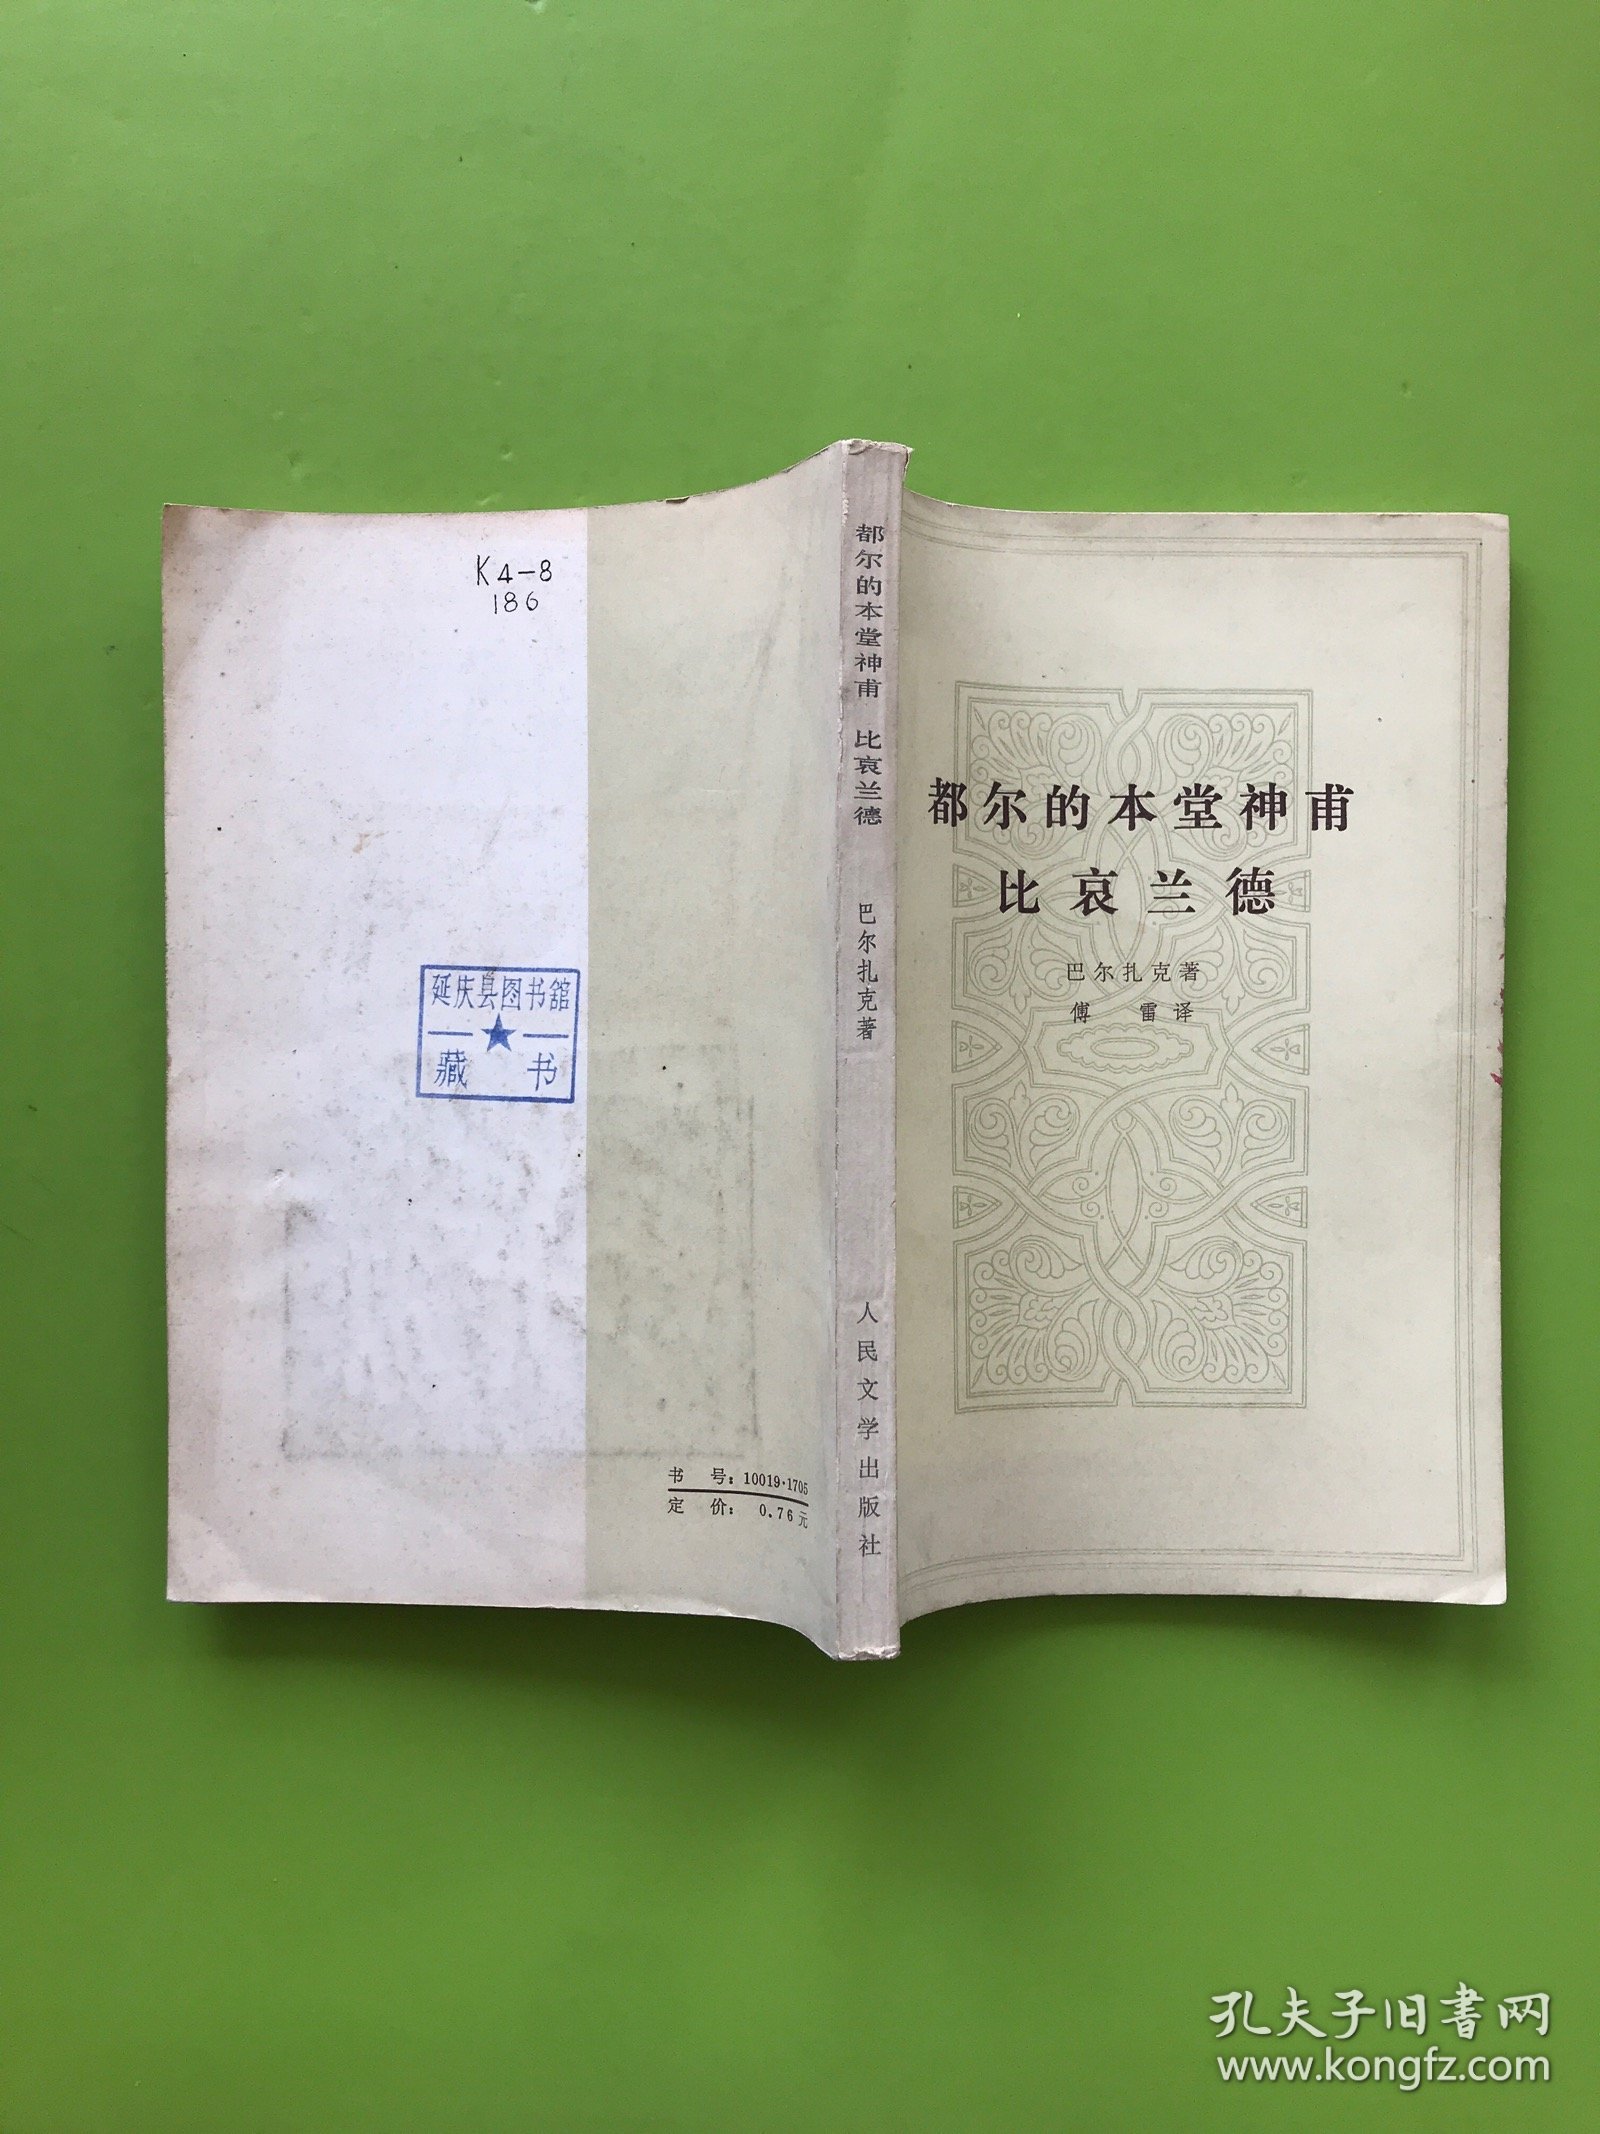 K4-8
186
延庆县图书舘
藏书
书号：10019·1705
定价：0.76元
都尔的本堂神甫 比哀兰德 巴尔扎克著 人民文学出版社
都尔的本堂神甫
比哀兰德
巴尔扎克著
傅雷译
孔夫子旧书网
www.kongfz.com